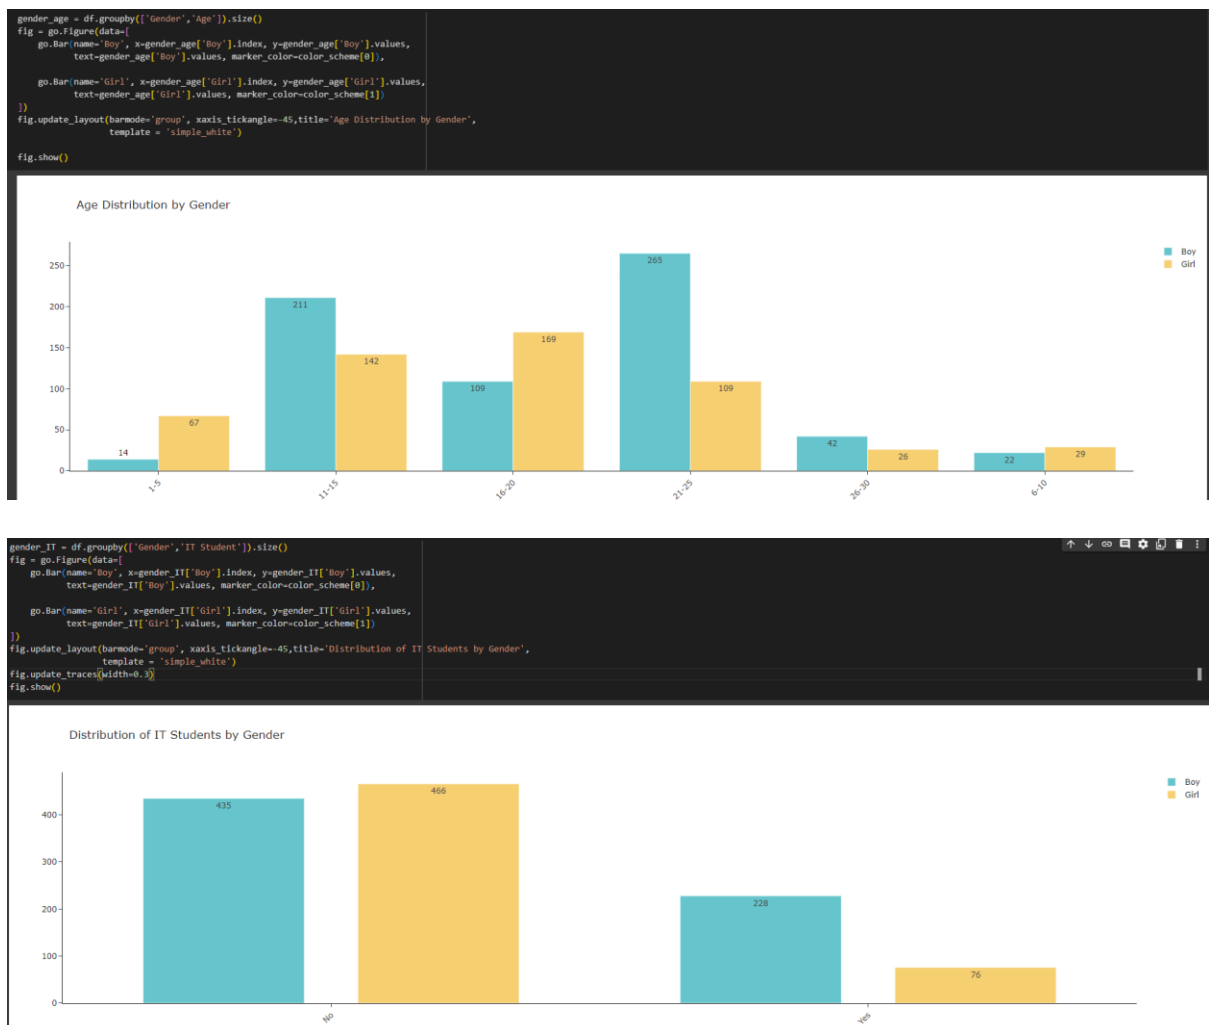 gender_age = df.groupby(['Gender','Age']).size()
fig = go.Figure(data=[
go.Bar(name='Boy', x=gender_age['Boy'].index, y=gender_age['Boy'].values,
text=gender_age['Boy'].values, marker_color=color_scheme[0]),
go.Bar(name='Girl', x=gender_age['Girl'].index, y=gender_age['Girl'].values,
text=gender_age['Girl'].values, marker_color=color_scheme[1])
])
fig.update_layout(barmode='group', xaxis_tickangle=-45,title='Age Distribution by Gender',
template = 'simple_white')
fig.show()
Age Distribution by Gender
Boy
Girl
250
200
150
100
50
0
14
67
211
142
109
169
265
109
42
26
22
29
1-5
11-15
16-20
21-25
26-30
6-10
gender_IT = df.groupby(['Gender','IT Student']).size()
fig = go.Figure(data=[
go.Bar(name='Boy', x=gender_IT['Boy'].index, y=gender_IT['Boy'].values,
text=gender_IT['Boy'].values, marker_color=color_scheme[0]),
go.Bar(name='Girl', x=gender_IT['Girl'].index, y=gender_IT['Girl'].values,
text=gender_IT['Girl'].values, marker_color=color_scheme[1])
])
fig.update_layout(barmode='group', xaxis_tickangle=-45,title='Distribution of IT Students by Gender',
template = 'simple_white')
fig.update_traces(width=0.3)
fig.show()
Distribution of IT Students by Gender
Boy
Girl
400
300
200
100
0
435
466
228
76
No
Yes